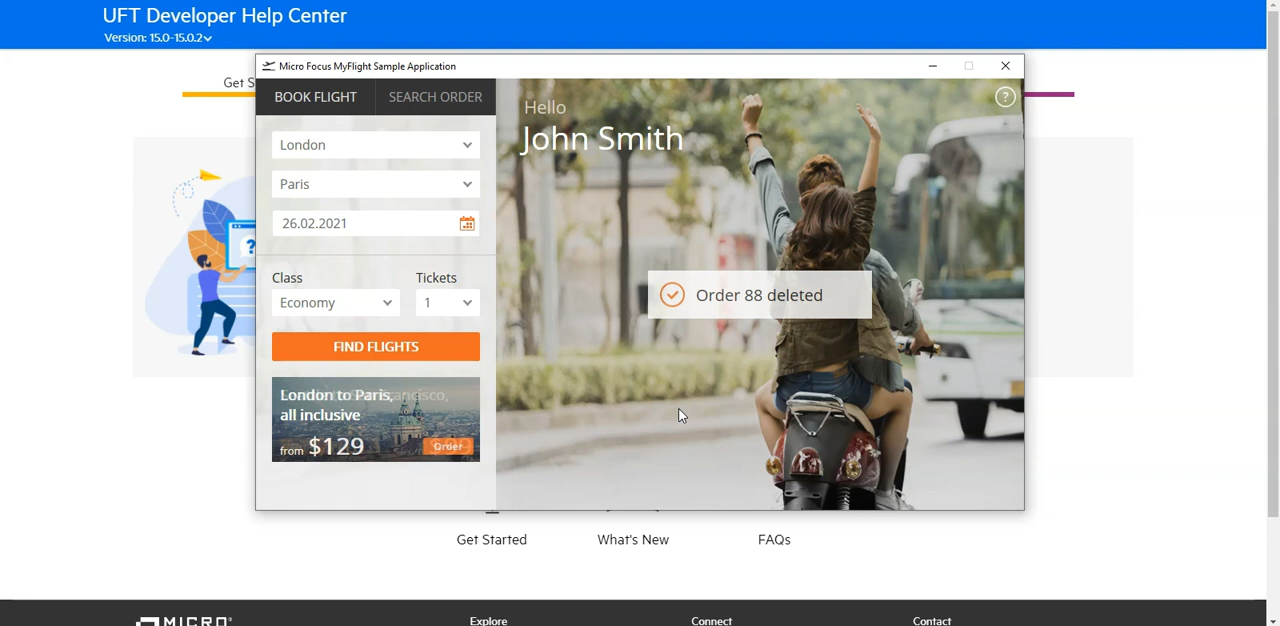 UFT Developer Help Center
Version: 15.0-15.0.2
Get S
Micro Focus MyFlight Sample Application
BOOK FLIGHT
SEARCH ORDER
Hello
John Smith
?
London
Paris
26.02.2021
Class
Tickets
Economy
1
FIND FLIGHTS
Order 88 deleted
London to Paris,
all inclusive
from $129
Order
Get Started
What's New
FAQs
MICRO
Explore
Connect
Contact